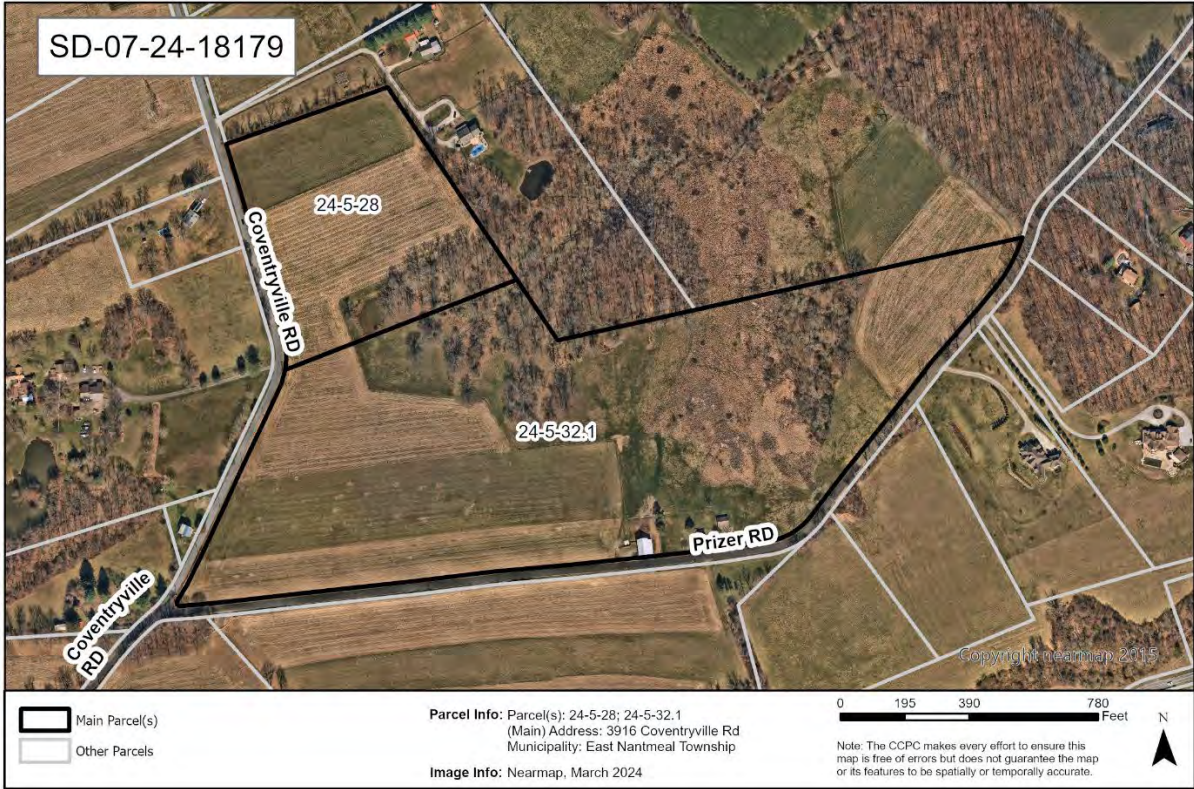 SD-07-24-18179
24-5-28
Coventryville RD
24-5-32.1
Prizer RD
Coventryville
RD
Copyright nearmap 2015
Main Parcel(s)
Other Parcels
Parcel Info: Parcel(s): 24-5-28; 24-5-32.1
(Main) Address: 3916 Coventryville Rd
Municipality: East Nantmeal Township
Image Info: Nearmap, March 2024
0 195 390 780
Feet
N
Note: The CCPC makes every effort to ensure this
map is free of errors but does not guarantee the map
or its features to be spatially or temporally accurate.